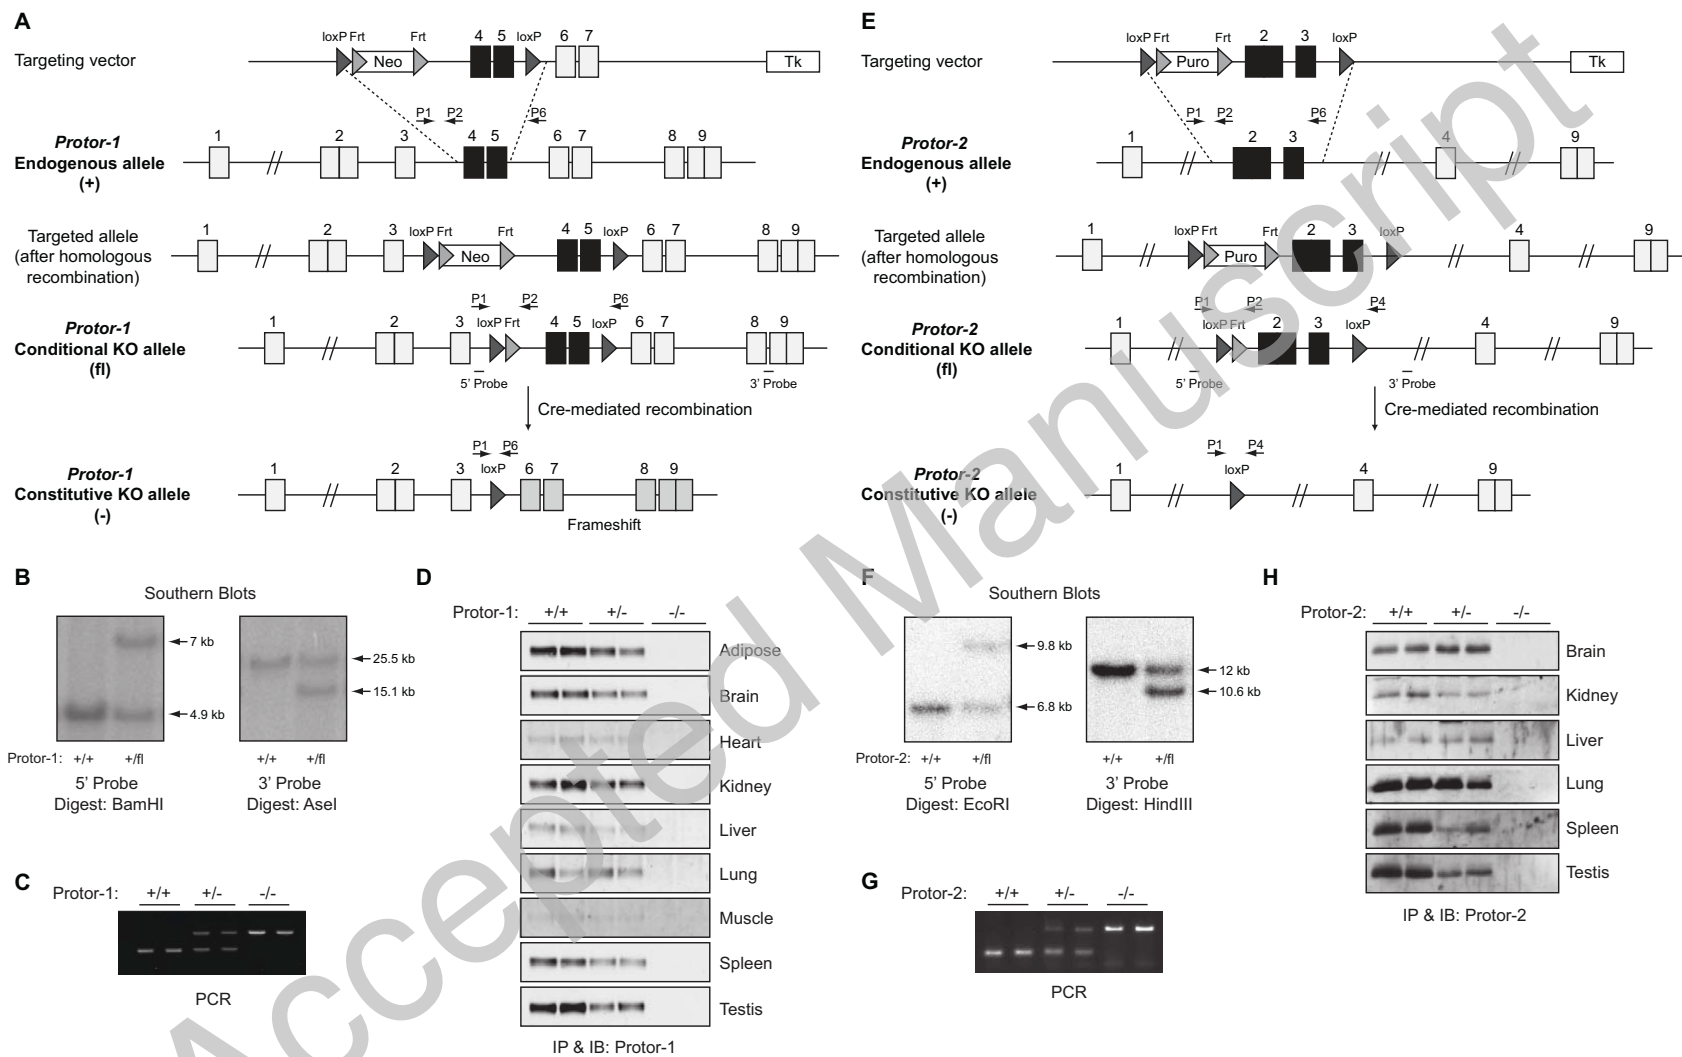 A
loxP Frt Frt 4 5 loxP 6 7
Targeting vector
Neo
Tk
P1 P2 P6
1 2 3 4 5 6 7 8 9
Protor-1
Endogenous allele
(+)
1 2 3 loxP Frt Frt 4 5 loxP 6 7 8 9
Targeted allele
(after homologous
recombination)
Neo
P1 P2 P6
1 2 3 loxP Frt 4 5 loxP 6 7 8 9
Protor-1
Conditional KO allele
(fl)
5' Probe
3' Probe
Cre-mediated recombination
P1 P6
1 2 3 loxP 6 7 8 9
Protor-1
Constitutive KO allele
(-)
Frameshift
B
Southern Blots
7 kb
4.9 kb
25.5 kb
15.1 kb
Protor-1: +/+ +/fl
+/+ +/fl
5' Probe
Digest: BamHI
3' Probe
Digest: AseI
C
Protor-1: +/+ +/- -/-
PCR
D
Protor-1: +/+ +/- -/-
Adipose
Brain
Heart
Kidney
Liver
Lung
Muscle
Spleen
Testis
IP & IB: Protor-1
E
loxP Frt Frt 2 3 loxP
Targeting vector
Puro
Tk
P1 P2 P6
1 2 3 4 9
Protor-2
Endogenous allele
(+)
1 loxP Frt Frt 2 3 loxP 4 9
Targeted allele
(after homologous
recombination)
Puro
P1 P2 P4
1 loxP Frt 2 3 loxP 4 9
Protor-2
Conditional KO allele
(fl)
5' Probe
3' Probe
Cre-mediated recombination
P1 P4
1 loxP 4 9
Protor-2
Constitutive KO allele
(-)
F
Southern Blots
9.8 kb
6.8 kb
12 kb
10.6 kb
Protor-2: +/+ +/fl
+/+ +/fl
5' Probe
Digest: EcoRI
3' Probe
Digest: HindIII
G
Protor-2: +/+ +/- -/-
PCR
H
Protor-2: +/+ +/- -/-
Brain
Kidney
Liver
Lung
Spleen
Testis
IP & IB: Protor-2
Accepted Manuscript